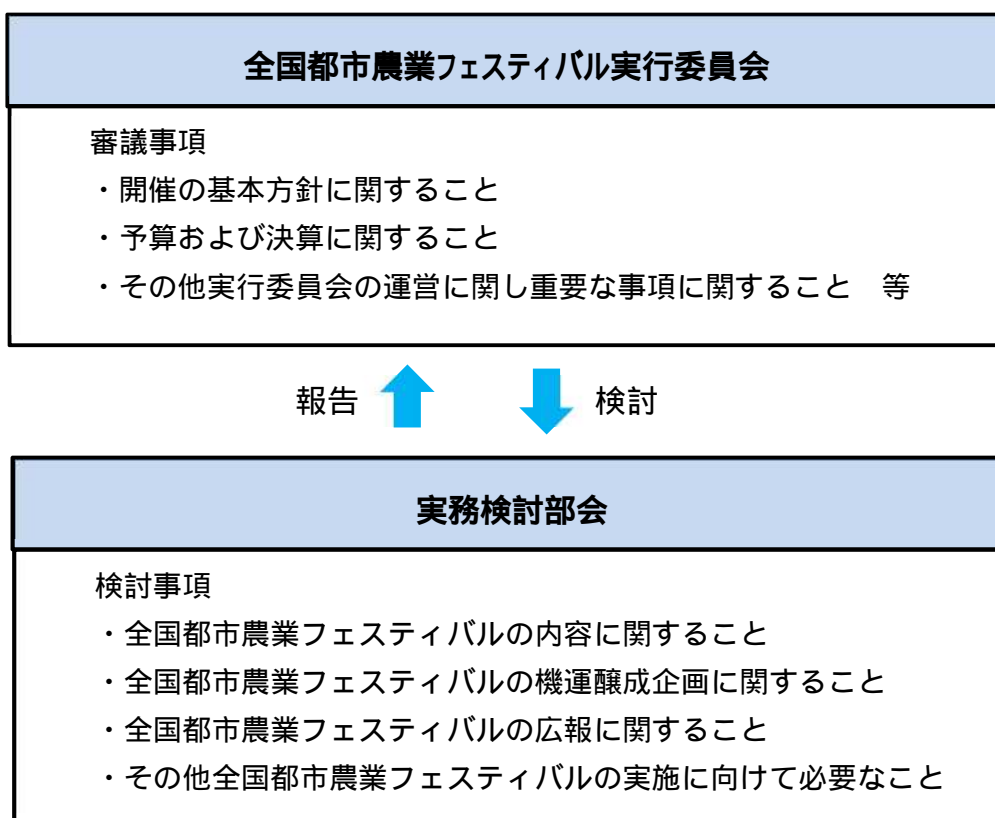 全国都市農業フェスティバル実行委員会
審議事項
・開催の基本方針に関すること
・予算および決算に関すること
・その他実行委員会の運営に関し重要な事項に関すること　等
報告 検討
実務検討部会
検討事項
・全国都市農業フェスティバルの内容に関すること
・全国都市農業フェスティバルの機運醸成企画に関すること
・全国都市農業フェスティバルの広報に関すること
・その他全国都市農業フェスティバルの実施に向けて必要なこと